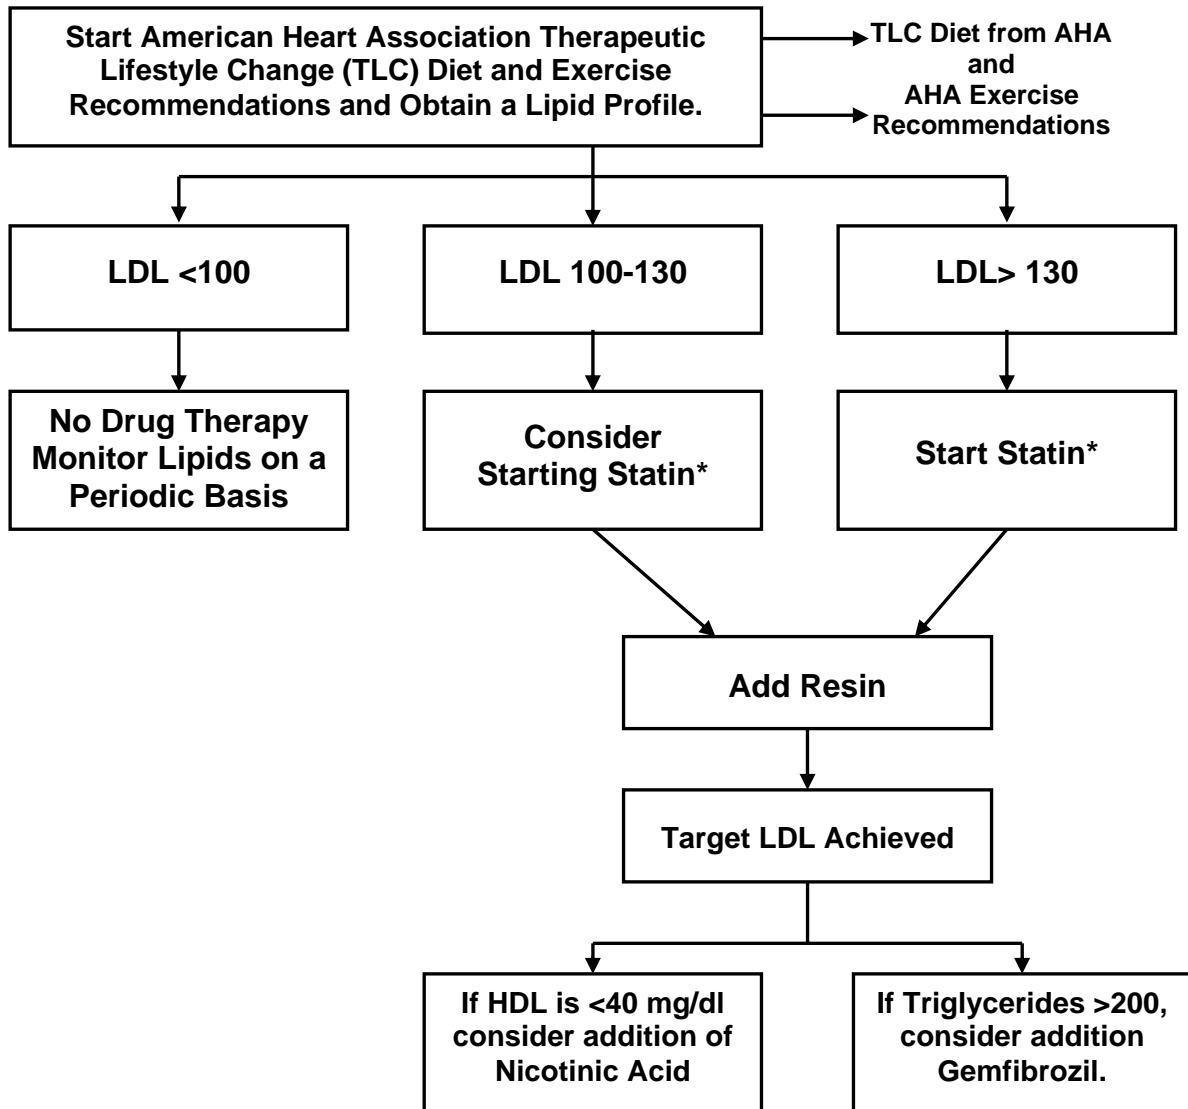 Start American Heart Association Therapeutic
Lifestyle Change (TLC) Diet and Exercise
Recommendations and Obtain a Lipid Profile.
TLC Diet from AHA
and
AHA Exercise
Recommendations
LDL <100
LDL 100-130
LDL> 130
No Drug Therapy
Monitor Lipids on a
Periodic Basis
Consider
Starting Statin*
Start Statin*
Add Resin
Target LDL Achieved
If HDL is <40 mg/dl
consider addition of
Nicotinic Acid
If Triglycerides >200,
consider addition
Gemfibrozil.